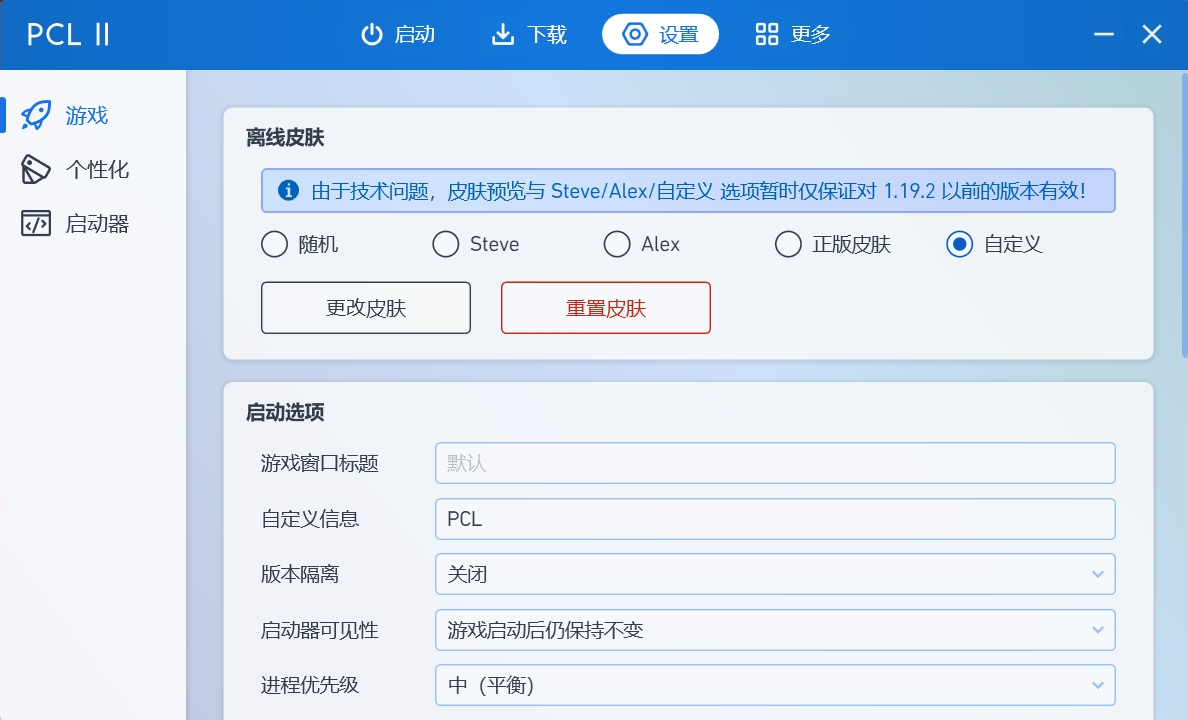 PCL II
启动
下载
设置
更多
游戏
个性化
启动器
离线皮肤
由于技术问题，皮肤预览与 Steve/Alex/自定义 选项暂时仅保证对 1.19.2 以前的版本有效！
随机
Steve
Alex
正版皮肤
自定义
更改皮肤
重置皮肤
启动选项
游戏窗口标题
默认
自定义信息
PCL
版本隔离
关闭
启动器可见性
游戏启动后仍保持不变
进程优先级
中（平衡）